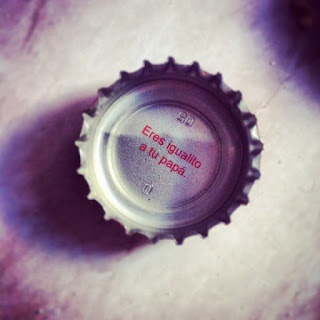 Eres igualito
a tu papá.